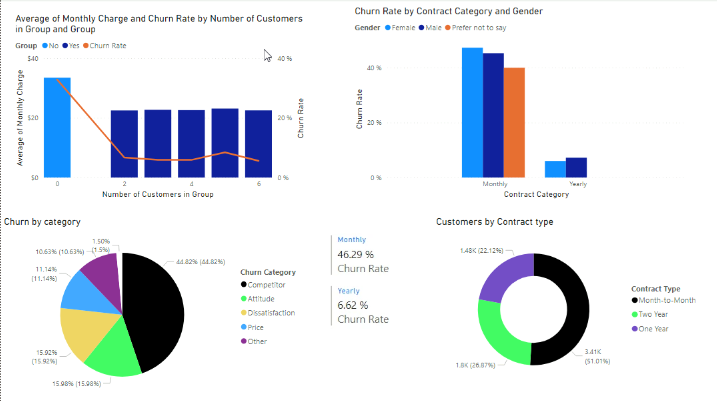 Average of Monthly Charge and Churn Rate by Number of Customers
in Group and Group
Group No Yes Churn Rate
$40
$20
$0
Average of Monthly Charge
40 %
20 %
0 %
Churn Rate
0 2 4 6
Number of Customers in Group
Churn Rate by Contract Category and Gender
Gender Female Male Prefer not to say
40 %
20 %
0 %
Churn Rate
Monthly Yearly
Contract Category
Churn by category
1.50%
(1.5%)
10.63% (10.63%)
11.14%
(11.14%)
15.92%
(15.92%)
15.98% (15.98%)
44.82% (44.82%)
Churn Category
Competitor
Attitude
Dissatisfaction
Price
Other
Monthly
46.29 %
Churn Rate
Yearly
6.62 %
Churn Rate
Customers by Contract type
1.48K (22.12%)
1.8K (26.87%)
3.41K
(51.01%)
Contract Type
Month-to-Month
Two Year
One Year